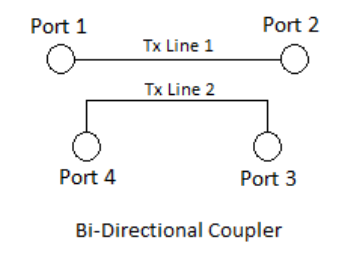 Port 1
Port 2
Tx Line 1
Tx Line 2
Port 4
Port 3
Bi-Directional Coupler